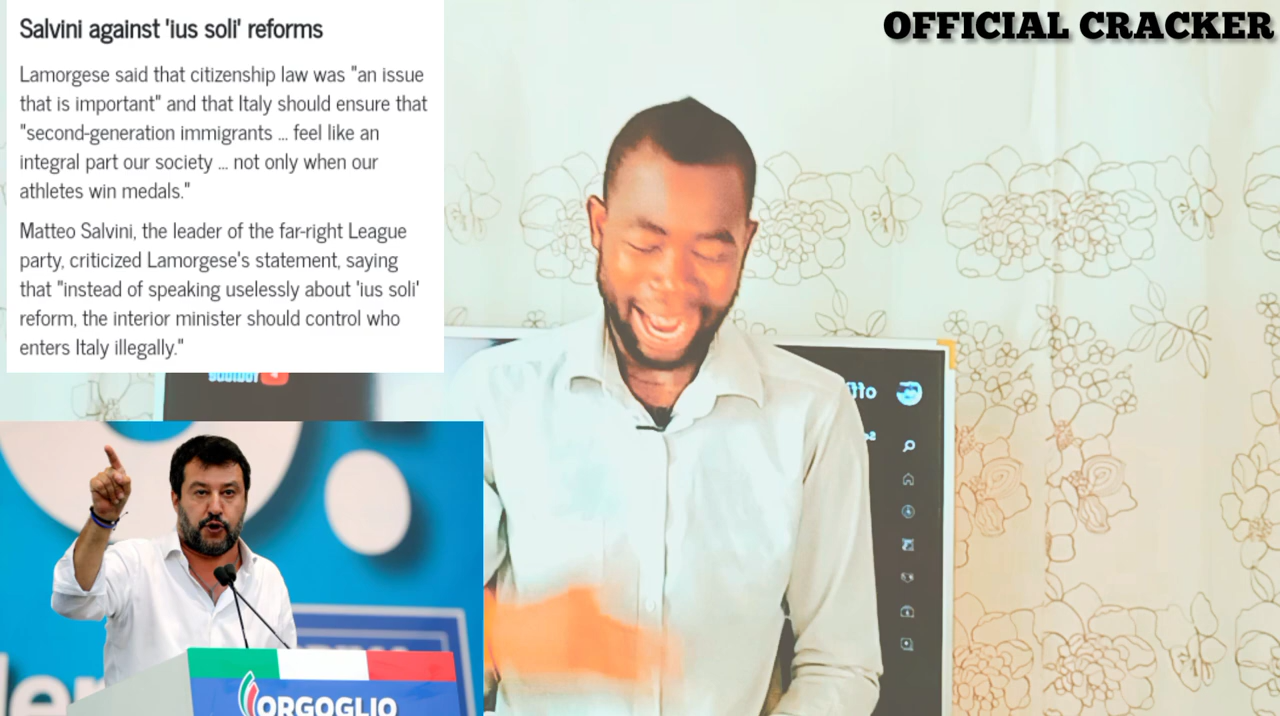 Salvini against 'ius soli' reforms
OFFICIAL CRACKER
Lamorgese said that citizenship law was "an issue
that is important" and that Italy should ensure that
"second-generation immigrants ... feel like an
integral part our society ... not only when our
athletes win medals."
Matteo Salvini, the leader of the far-right League
party, criticized Lamorgese's statement, saying
that "instead of speaking uselessly about 'ius soli'
reform, the interior minister should control who
enters Italy illegally."
ORGOGLIO